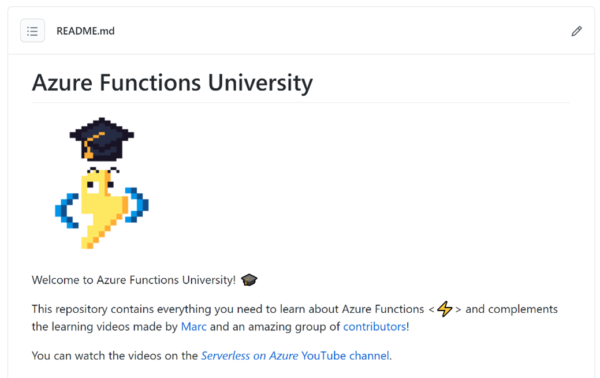 README.md
Azure Functions University
Welcome to Azure Functions University! 🎓
This repository contains everything you need to learn about Azure Functions <⚡> and complements
the learning videos made by Marc and an amazing group of contributors!
You can watch the videos on the Serverless on Azure YouTube channel.